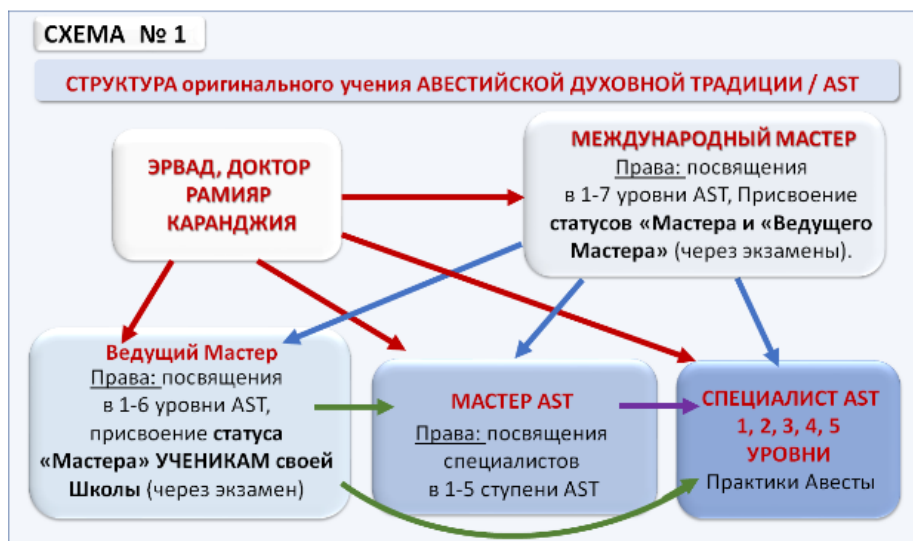 СХЕМА № 1
СТРУКТУРА оригинального учения АВЕСТИЙСКОЙ ДУХОВНОЙ ТРАДИЦИИ / AST
ЭРВАД, ДОКТОР
РАМИЯР
КАРАНДЖИЯ
МЕЖДУНАРОДНЫЙ МАСТЕР
Права: посвящения
в 1-7 уровни AST, Присвоение
статусов «Мастера и «Ведущего
Мастера» (через экзамены).
Ведущий Мастер
Права: посвящения
в 1-6 уровни AST,
присвоение статуса
«Мастера» УЧЕНИКАМ своей
Школы (через экзамен)
МАСТЕР AST
Права: посвящения
специалистов
в 1-5 ступени AST
СПЕЦИАЛИСТ AST
1, 2, 3, 4, 5
УРОВНИ
Практики Авесты